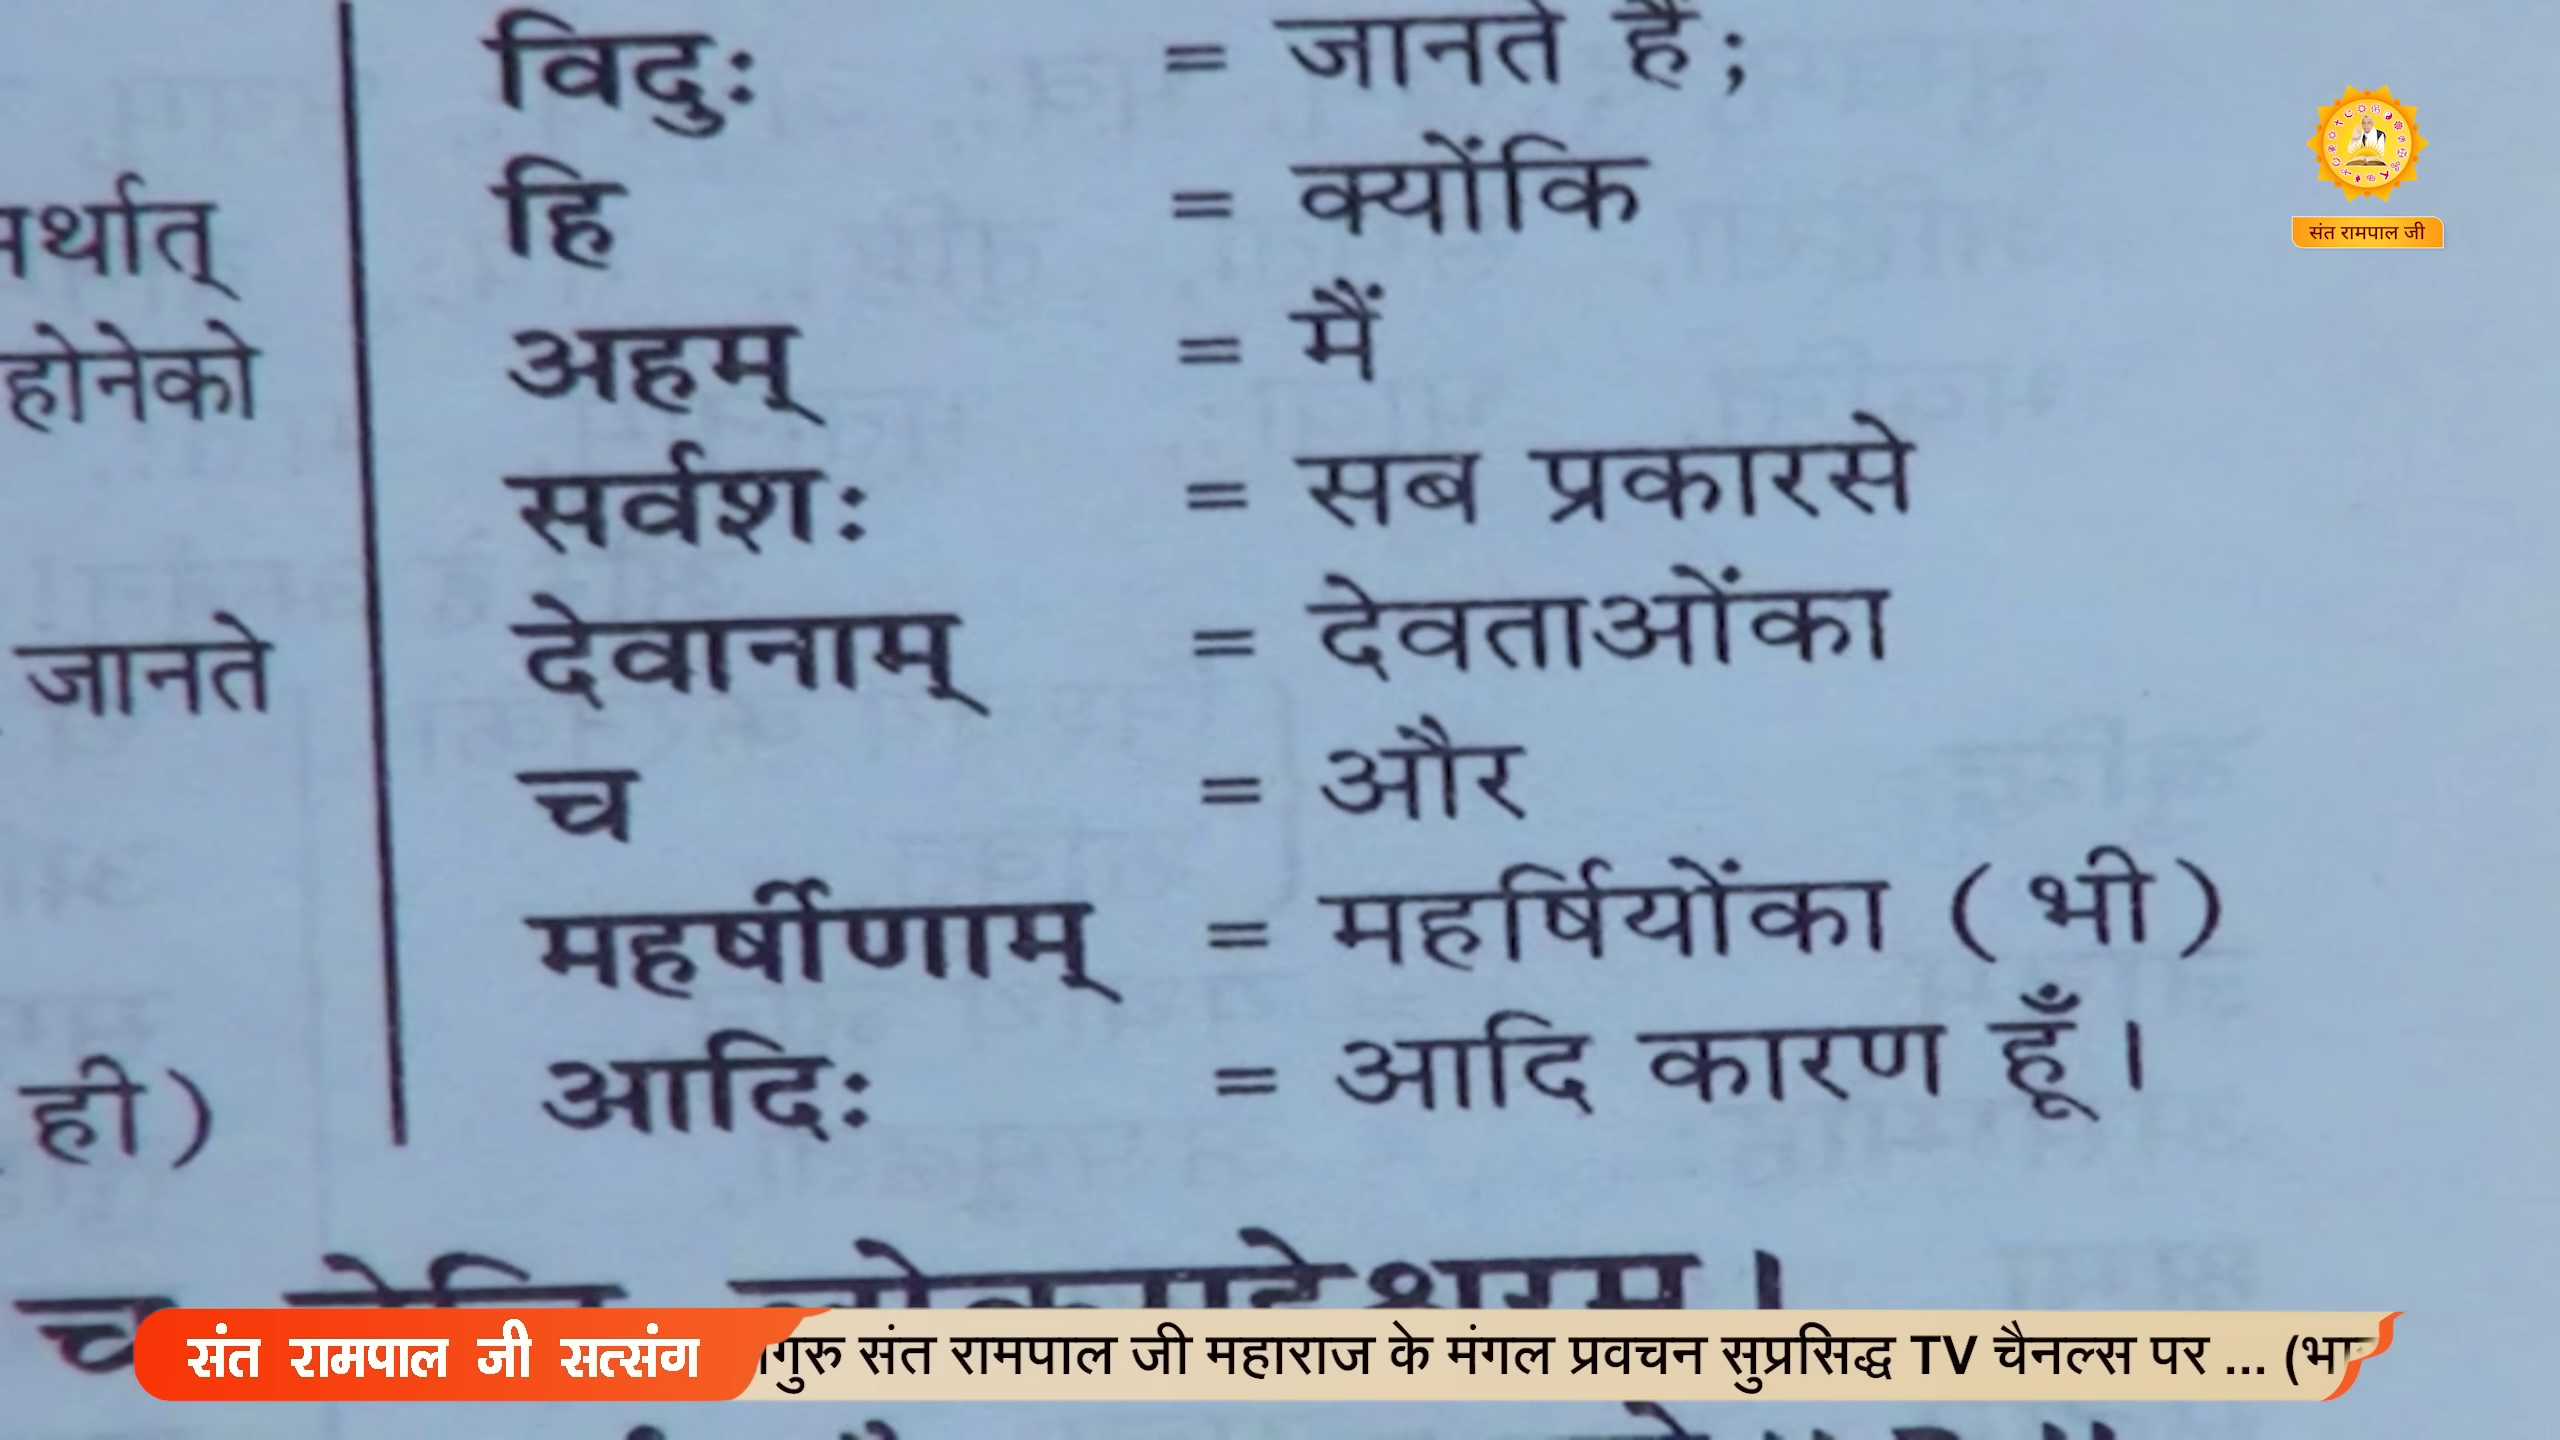 विदुः = जानते हैं;
मर्थात् हि = क्योंकि
होनेको अहम् = मैं
सर्वशः = सब प्रकारसे
जानते देवानाम् = देवताओंका
च = और
महर्षीणाम् = महर्षियोंका (भी)
ही) आदिः = आदि कारण हूँ।
च
संत रामपाल जी
संत रामपाल जी सत्संग
गुरु संत रामपाल जी महाराज के मंगल प्रवचन सुप्रसिद्ध TV चैनल्स पर ... (भा